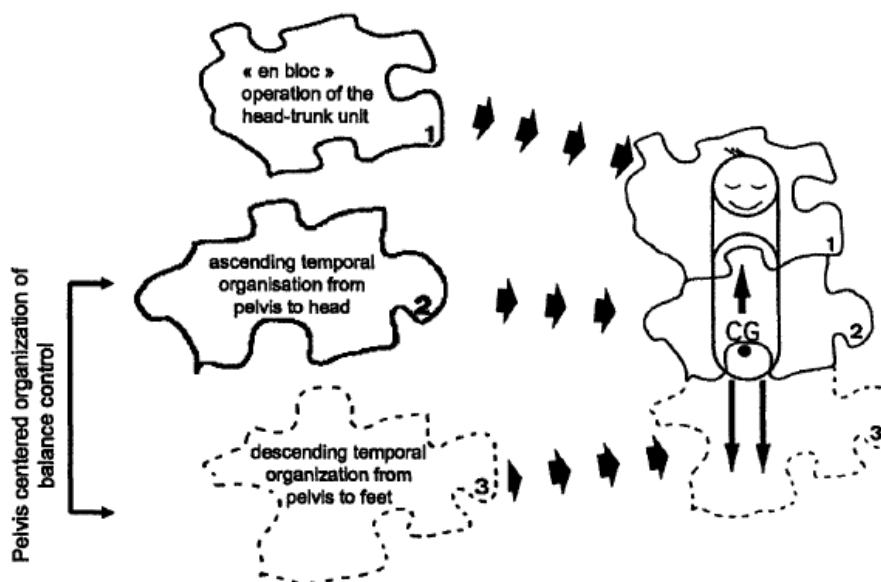 « en bloc »
operation of the
head-trunk unit
1
ascending temporal
organisation from
pelvis to head
2
descending temporal
organization from
pelvis to feet
3
Pelvis centered organization of
balance control
1
CG
2
3